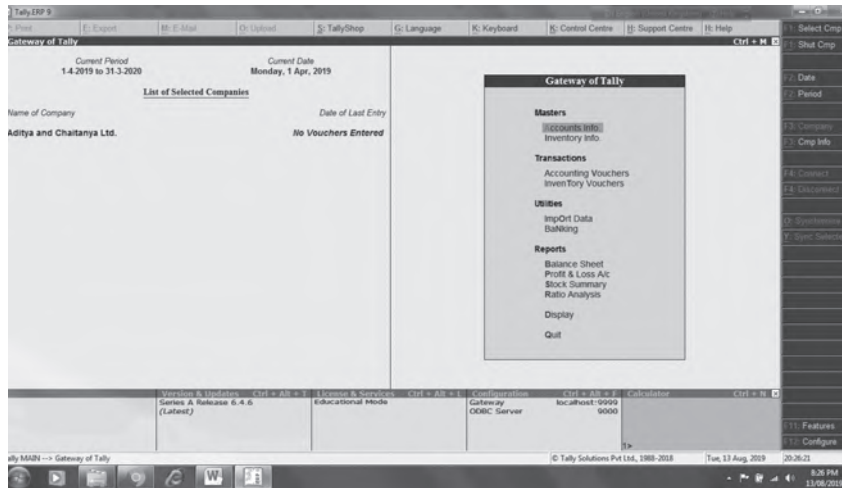 Tally.ERP 9
P: Print E: Export M: E-Mail O: Upload S: TallyShop G: Language K: Keyboard K: Control Centre H: Support Centre H: Help
Gateway of Tally Ctrl + M
Current Period
1-4-2019 to 31-3-2020
Current Date
Monday, 1 Apr, 2019
List of Selected Companies
Name of Company Date of Last Entry
Aditya and Chaitanya Ltd. No Vouchers Entered
Gateway of Tally
Masters
Accounts Info.
Inventory Info.
Transactions
Accounting Vouchers
InvenTory Vouchers
Utilities
ImpOrt Data
BaNking
Reports
Balance Sheet
Profit & Loss A/c
Stock Summary
Ratio Analysis
Display
Quit
F1: Select Cmp
F1: Shut Cmp
F2: Date
F2: Period
F3: Company
F3: Cmp Info
F4: Connect
F4: Disconnect
Version & Updates Ctrl + Alt + T
Series A Release 6.4.6
(Latest)
License & Services Ctrl + Alt + L
Educational Mode
Configuration Ctrl + Alt + F
Gateway localhost:9999
ODBC Server 9000
Calculator Ctrl + N
1>
F11: Features
F12: Configure
ally MAIN --> Gateway of Tally © Tally Solutions Pvt Ltd., 1988-2018 Tue, 13 Aug, 2019 20:26:21
8:26 PM
13/08/2019